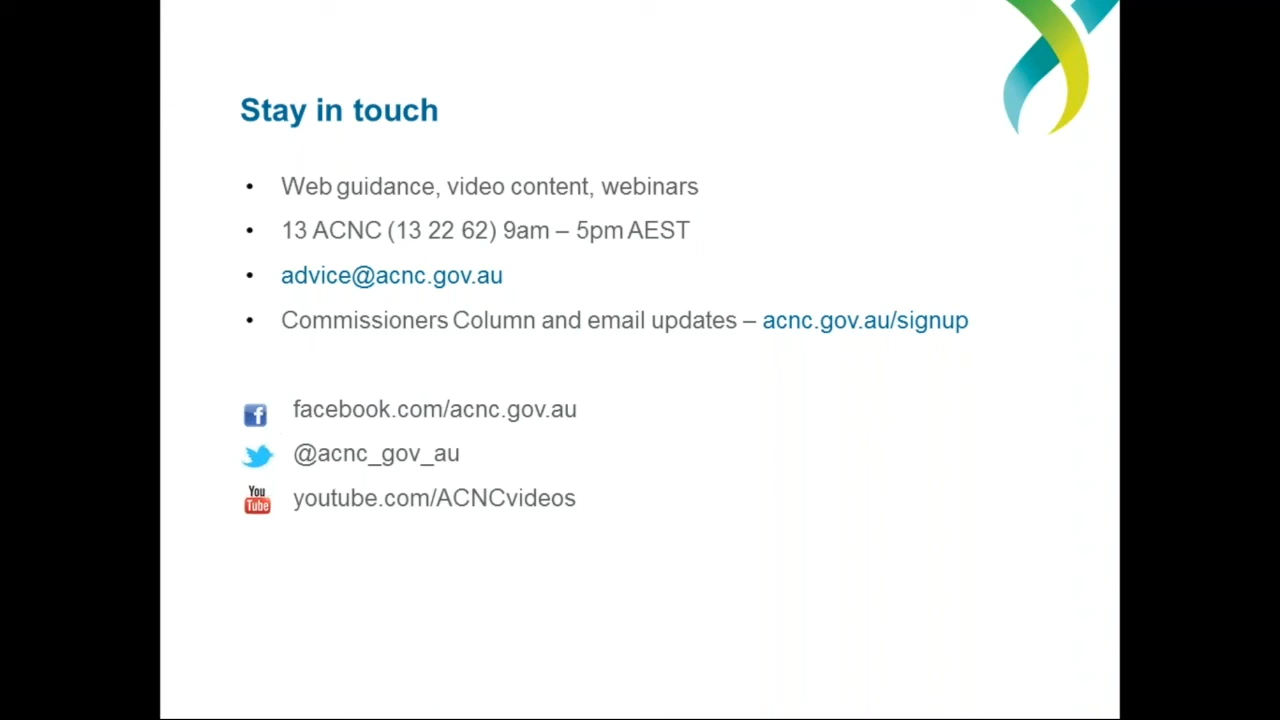 Stay in touch
• Web guidance, video content, webinars
• 13 ACNC (13 22 62) 9am – 5pm AEST
• advice@acnc.gov.au
• Commissioners Column and email updates – acnc.gov.au/signup
f facebook.com/acnc.gov.au
@acnc_gov_au
You Tube youtube.com/ACNCvideos